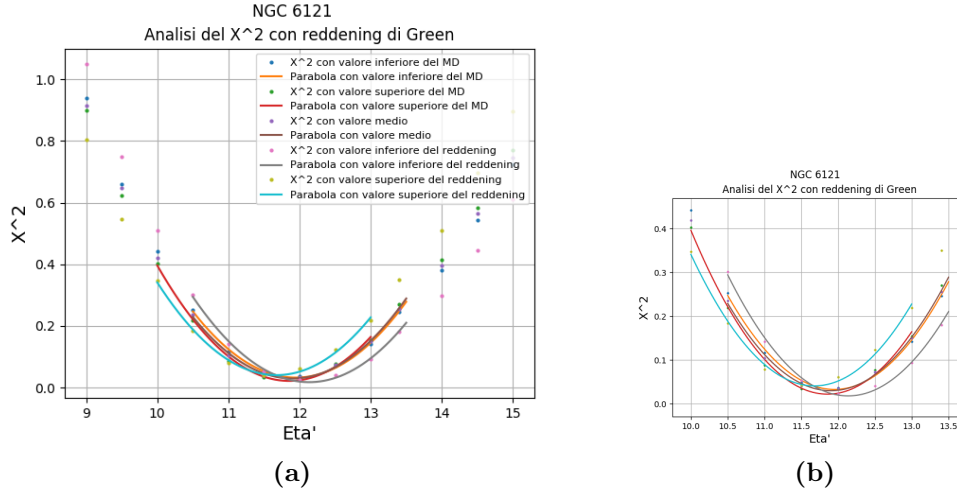 NGC 6121
Analisi del X^2 con reddening di Green
X^2
1.0
0.8
0.6
0.4
0.2
0.0
X^2 con valore inferiore del MD
Parabola con valore inferiore del MD
X^2 con valore superiore del MD
Parabola con valore superiore del MD
X^2 con valore medio
Parabola con valore medio
X^2 con valore inferiore del reddening
Parabola con valore inferiore del reddening
X^2 con valore superiore del reddening
Parabola con valore superiore del reddening
9 10 11 12 13 14 15
Eta'
(a)
NGC 6121
Analisi del X^2 con reddening di Green
X^2
0.4
0.3
0.2
0.1
0.0
10.0 10.5 11.0 11.5 12.0 12.5 13.0 13.5
Eta'
(b)